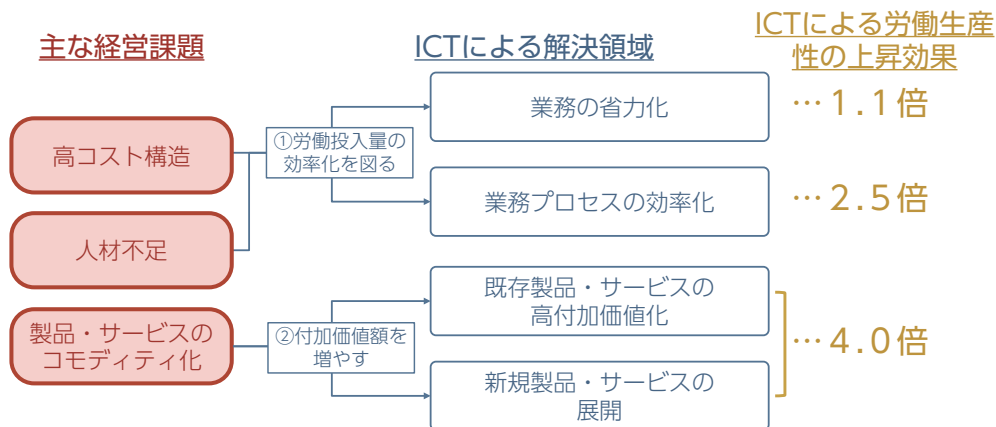 主な経営課題
ICTによる解決領域
ICTによる労働生産
性の上昇効果
高コスト構造
人材不足
製品・サービスの
コモディティ化
①労働投入量の
効率化を図る
②付加価値額を
増やす
業務の省力化
業務プロセスの効率化
既存製品・サービスの
高付加価値化
新規製品・サービスの
展開
…1.1倍
…2.5倍
…4.0倍